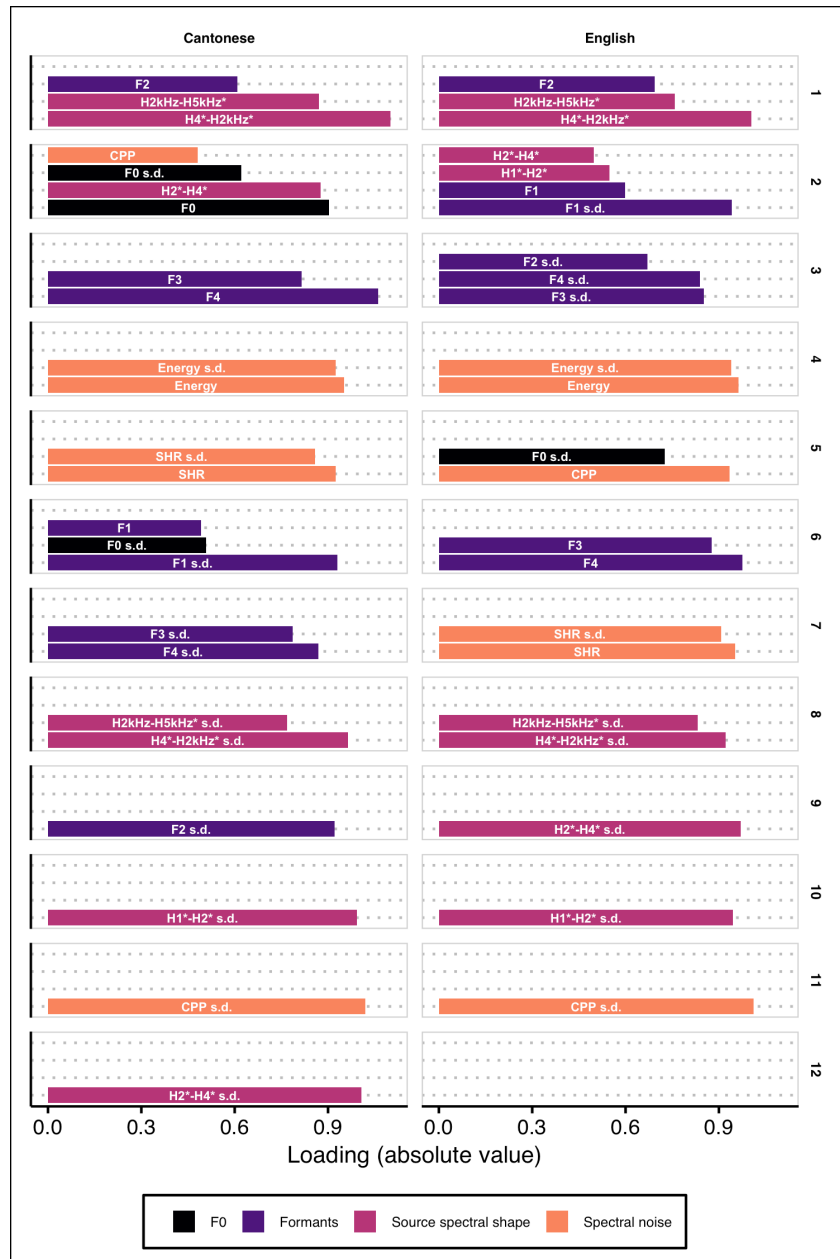 Cantonese English
F2 F2
H2kHz-H5kHz* H2kHz-H5kHz*
H4*-H2kHz* H4*-H2kHz*
1
CPP H2*-H4*
F0 s.d. H1*-H2*
H2*-H4* F1
F0 F1 s.d.
2
F2 s.d.
F3 F4 s.d.
F4 F3 s.d.
3
Energy s.d. Energy s.d.
Energy Energy
4
SHR s.d. F0 s.d.
SHR CPP
5
F1
F0 s.d. F3
F1 s.d. F4
6
F3 s.d. SHR s.d.
F4 s.d. SHR
7
H2kHz-H5kHz* s.d. H2kHz-H5kHz* s.d.
H4*-H2kHz* s.d. H4*-H2kHz* s.d.
8
F2 s.d. H2*-H4* s.d.
9
H1*-H2* s.d. H1*-H2* s.d.
10
CPP s.d. CPP s.d.
11
H2*-H4* s.d.
12
0.0 0.3 0.6 0.9 0.0 0.3 0.6 0.9
Loading (absolute value)
F0 Formants Source spectral shape Spectral noise